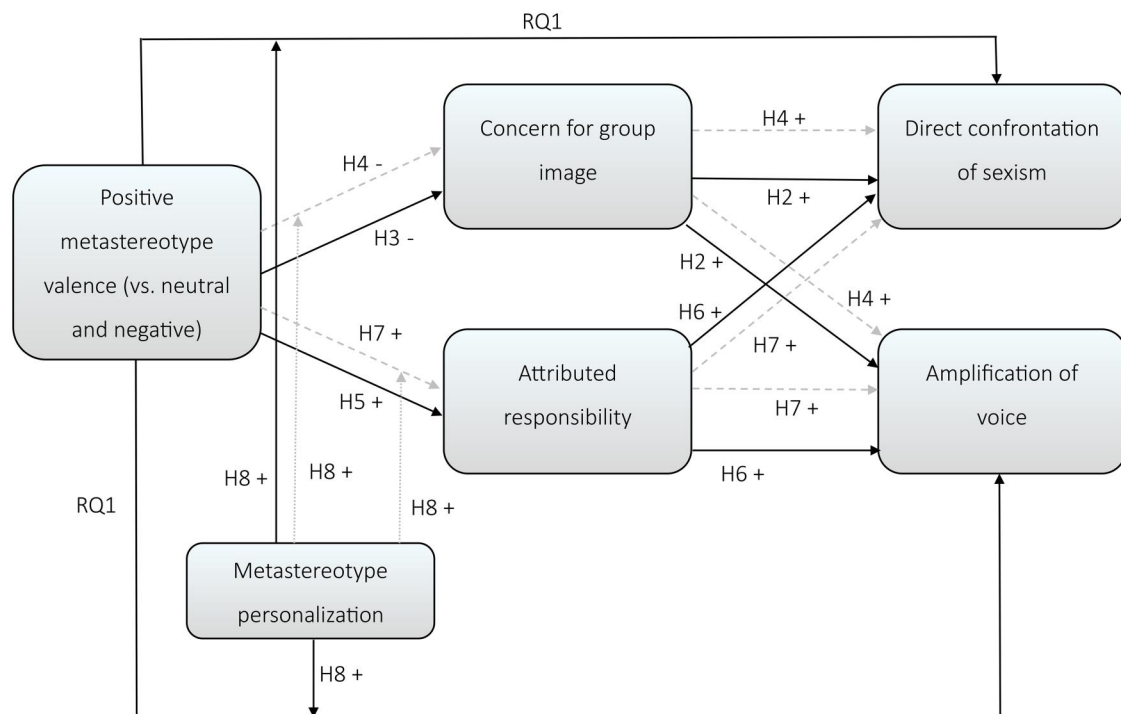 RQ1
Concern for group
image
Direct confrontation
of sexism
H4 +
H4 -
Positive
metastereotype
valence (vs. neutral
and negative)
H2 +
H3 -
H2 +
H6 +
H4 +
H7 +
H7 +
Attributed
responsibility
Amplification of
voice
H5 +
H7 +
H6 +
H8 +
H8 +
H8 +
RQ1
Metastereotype
personalization
H8 +